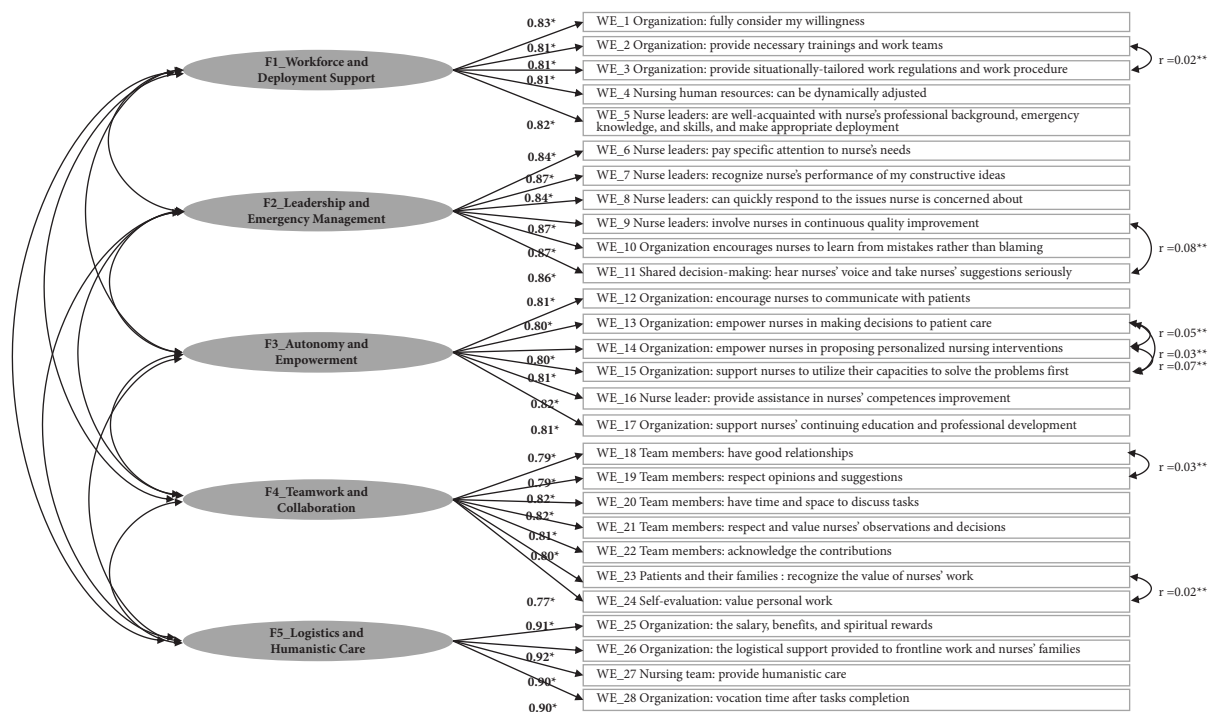 0.83*
WE_1 Organization: fully consider my willingness
0.81*
WE_2 Organization: provide necessary trainings and work teams
F1_Workforce and
Deployment Support
0.81*
WE_3 Organization: provide situationally-tailored work regulations and work procedure
r =0.02**
0.81*
WE_4 Nursing human resources: can be dynamically adjusted
0.82*
WE_5 Nurse leaders: are well-acquainted with nurse's professional background, emergency
knowledge, and skills, and make appropriate deployment
0.84*
WE_6 Nurse leaders: pay specific attention to nurse's needs
0.87*
WE_7 Nurse leaders: recognize nurse's performance of my constructive ideas
F2_Leadership and
Emergency Management
0.84*
WE_8 Nurse leaders: can quickly respond to the issues nurse is concerned about
0.87*
WE_9 Nurse leaders: involve nurses in continuous quality improvement
0.87*
WE_10 Organization encourages nurses to learn from mistakes rather than blaming
r =0.08**
0.86*
WE_11 Shared decision-making: hear nurses' voice and take nurses' suggestions seriously
0.81*
WE_12 Organization: encourage nurses to communicate with patients
0.80*
WE_13 Organization: empower nurses in making decisions to patient care
r =0.05**
F3_Autonomy and
Empowerment
0.80*
WE_14 Organization: empower nurses in proposing personalized nursing interventions
r =0.03**
0.81*
WE_15 Organization: support nurses to utilize their capacities to solve the problems first
r =0.07**
0.82*
WE_16 Nurse leader: provide assistance in nurses' competences improvement
0.81*
WE_17 Organization: support nurses' continuing education and professional development
0.79*
WE_18 Team members: have good relationships
r =0.03**
0.79*
WE_19 Team members: respect opinions and suggestions
F4_Teamwork and
Collaboration
0.82*
WE_20 Team members: have time and space to discuss tasks
0.82*
WE_21 Team members: respect and value nurses' observations and decisions
0.81*
WE_22 Team members: acknowledge the contributions
0.80*
WE_23 Patients and their families : recognize the value of nurses' work
r =0.02**
0.77*
WE_24 Self-evaluation: value personal work
0.91*
WE_25 Organization: the salary, benefits, and spiritual rewards
F5_Logistics and
Humanistic Care
0.92*
WE_26 Organization: the logistical support provided to frontline work and nurses' families
0.90*
WE_27 Nursing team: provide humanistic care
0.90*
WE_28 Organization: vocation time after tasks completion